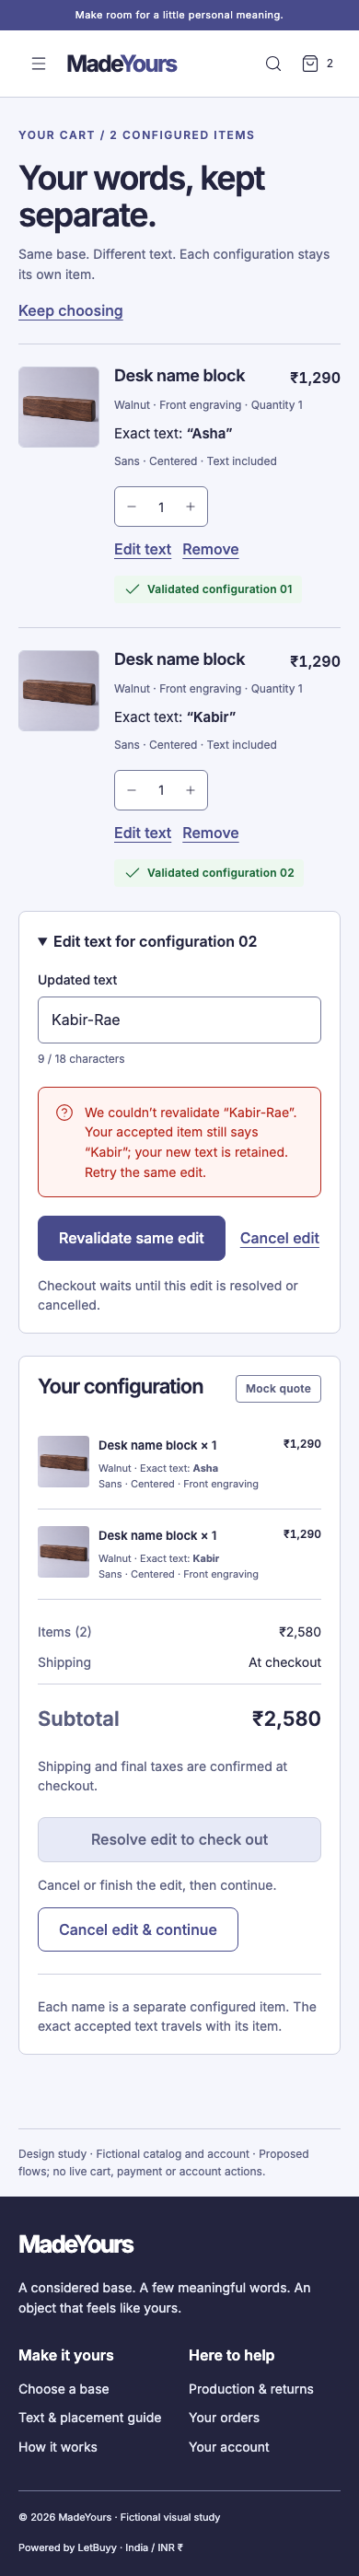 Make room for a little personal meaning.
MadeYours
2
YOUR CART / 2 CONFIGURED ITEMS
Your words, kept
separate.
Same base. Different text. Each configuration stays
its own item.
Keep choosing
Desk name block
₹1,290
Walnut · Front engraving · Quantity 1
Exact text: “Asha”
Sans · Centered · Text included
− 1 +
Edit text Remove
Validated configuration 01
Desk name block
₹1,290
Walnut · Front engraving · Quantity 1
Exact text: “Kabir”
Sans · Centered · Text included
− 1 +
Edit text Remove
Validated configuration 02
Edit text for configuration 02
Updated text
Kabir-Rae
9 / 18 characters
We couldn’t revalidate “Kabir-Rae”.
Your accepted item still says
“Kabir”; your new text is retained.
Retry the same edit.
Revalidate same edit Cancel edit
Checkout waits until this edit is resolved or
cancelled.
Your configuration
Mock quote
Desk name block × 1 ₹1,290
Walnut · Exact text: Asha
Sans · Centered · Front engraving
Desk name block × 1 ₹1,290
Walnut · Exact text: Kabir
Sans · Centered · Front engraving
Items (2) ₹2,580
Shipping At checkout
Subtotal ₹2,580
Shipping and final taxes are confirmed at
checkout.
Resolve edit to check out
Cancel or finish the edit, then continue.
Cancel edit & continue
Each name is a separate configured item. The
exact accepted text travels with its item.
Design study · Fictional catalog and account · Proposed
flows; no live cart, payment or account actions.
MadeYours
A considered base. A few meaningful words. An
object that feels like yours.
Make it yours
Choose a base
Text & placement guide
How it works
Here to help
Production & returns
Your orders
Your account
© 2026 MadeYours · Fictional visual study
Powered by LetBuyy · India / INR ₹